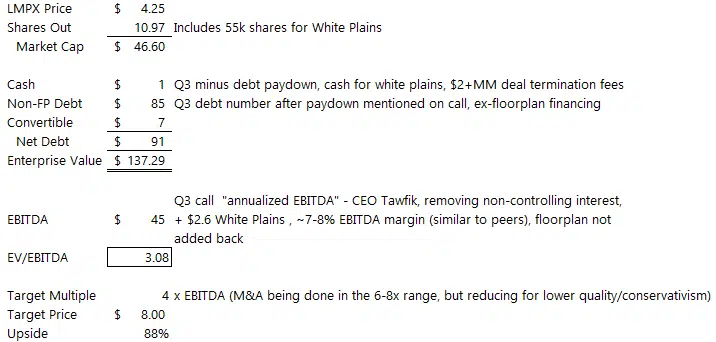 LMPX Price $ 4.25
Shares Out 10.97 Includes 55k shares for White Plains
Market Cap $ 46.60
Cash $ 1 Q3 minus debt paydown, cash for white plains, $2+MM deal termination fees
Non-FP Debt $ 85 Q3 debt number after paydown mentioned on call, ex-floorplan financing
Convertible $ 7
Net Debt $ 91
Enterprise Value $ 137.29
Q3 call "annualized EBITDA" - CEO Tawfik, removing non-controlling interest,
EBITDA $ 45 + $2.6 White Plains , ~7-8% EBITDA margin (similar to peers), floorplan not
added back
EV/EBITDA 3.08
Target Multiple 4 x EBITDA (M&A being done in the 6-8x range, but reducing for lower quality/conservativism)
Target Price $ 8.00
Upside 88%